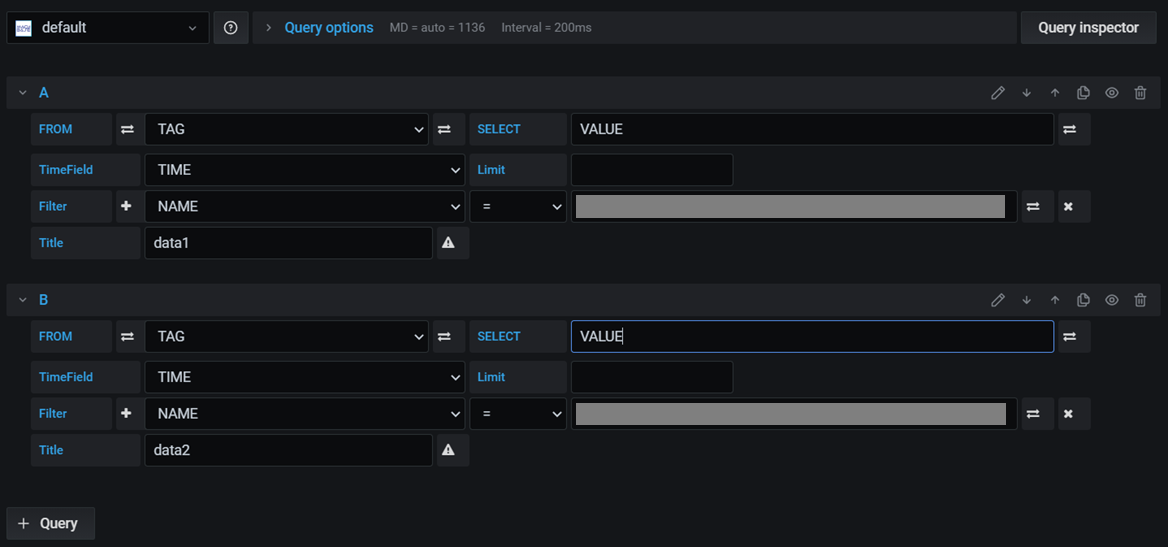 default Query options MD = auto = 1136 Interval = 200ms Query inspector
A
FROM TAG SELECT VALUE
TimeField TIME Limit
Filter NAME =
Title data1
B
FROM TAG SELECT VALUE
TimeField TIME Limit
Filter NAME =
Title data2
+ Query